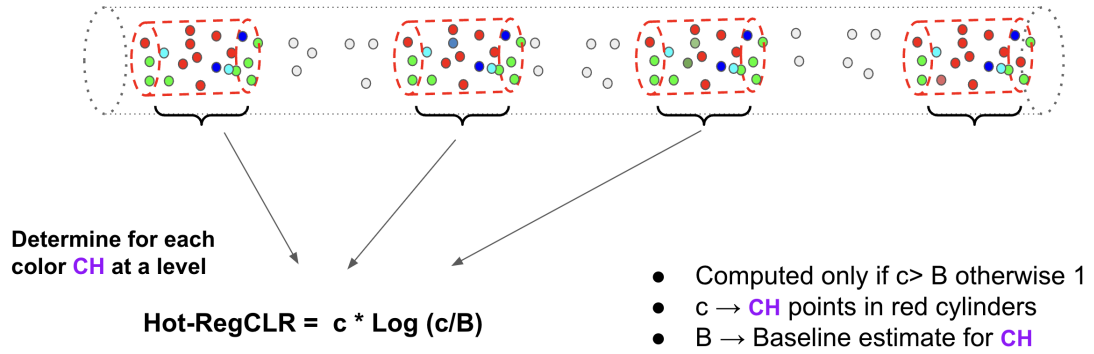 Determine for each
color CH at a level
Hot-RegCLR = c * Log (c/B)
● Computed only if c> B otherwise 1
● c → CH points in red cylinders
● B → Baseline estimate for CH